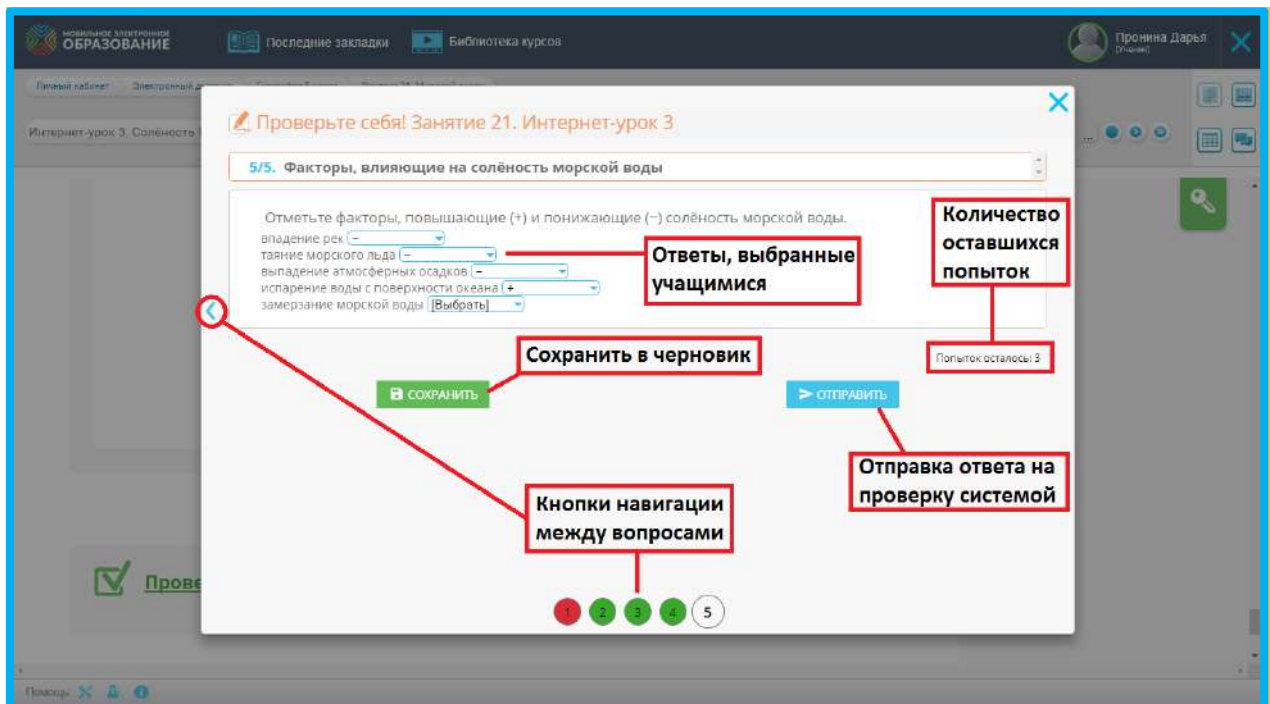 МОБИЛЬНОЕ ЭЛЕКТРОННОЕ
ОБРАЗОВАНИЕ
Последние закладки
Библиотека курсов
Пронина Дарья
[Ученик]
Личный кабинет
Электронный
Интернет-урок 3. Солёность
...
Проверьте себя! Занятие 21. Интернет-урок 3
5/5. Факторы, влияющие на солёность морской воды
Отметьте факторы, повышающие (+) и понижающие (−) солёность морской воды.
впадение рек −
таяние морского льда −
выпадение атмосферных осадков −
испарение воды с поверхности океана +
замерзание морской воды [Выбрать]
Ответы, выбранные
учащимися
Количество
оставшихся
попыток
Попыток осталось: 3
Сохранить в черновик
СОХРАНИТЬ
ОТПРАВИТЬ
Отправка ответа на
проверку системой
Кнопки навигации
между вопросами
Прове
1 2 3 4 5
Помощь: